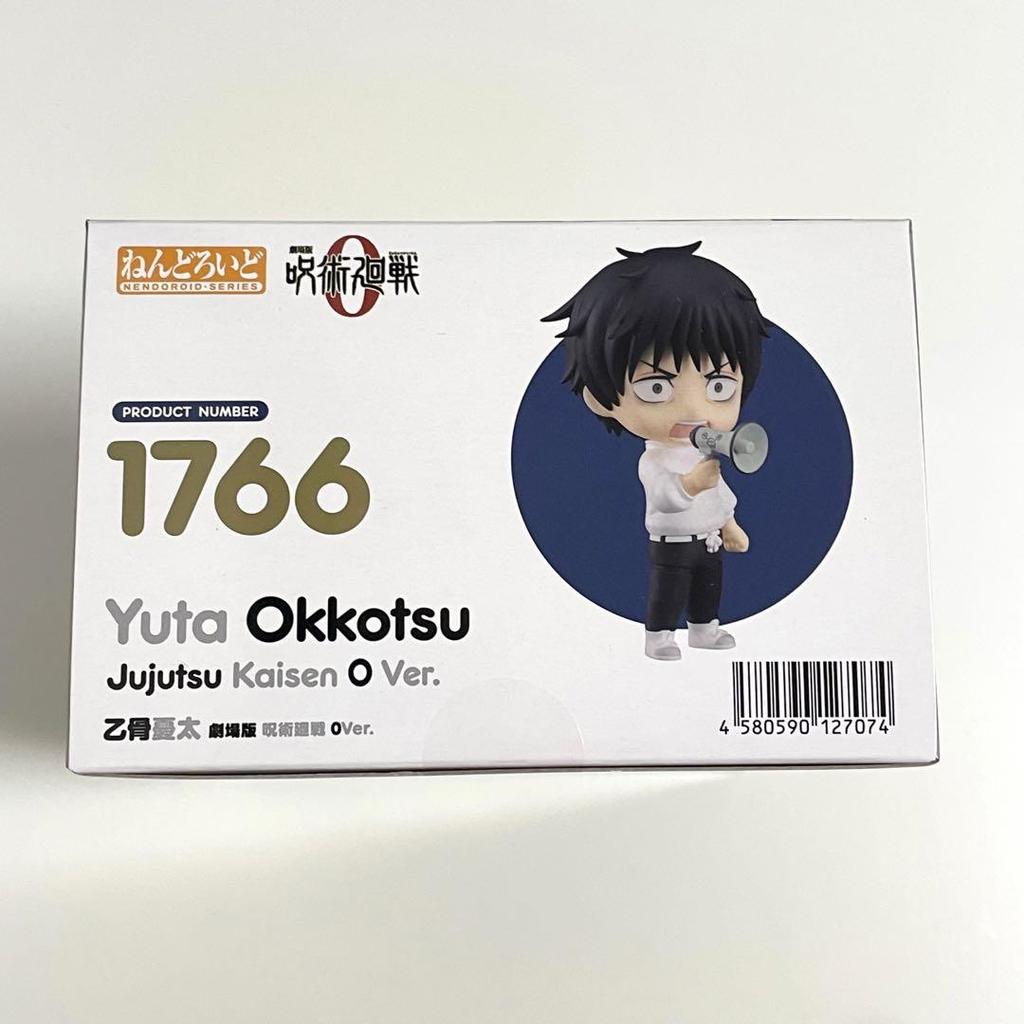 ねんどろいど
NENDOROID・SERIES
劇場版
呪術廻戦
0
PRODUCT NUMBER
1766
Yuta Okkotsu
Jujutsu Kaisen 0 Ver.
乙骨憂太 劇場版 呪術廻戦 0Ver.
4 580590 127074